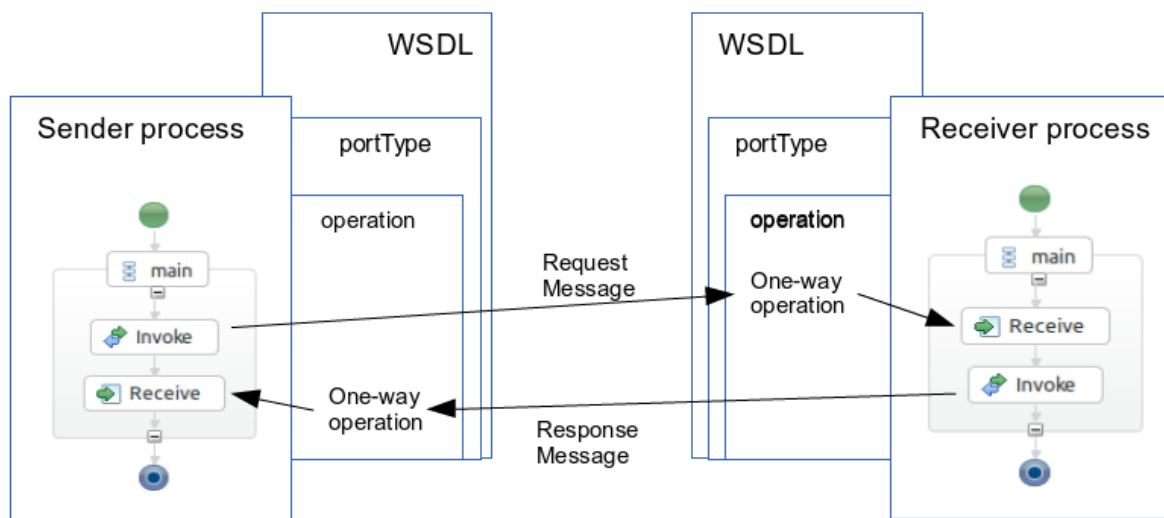 WSDL
WSDL
Sender process
Receiver process
portType
portType
operation
operation
main
main
Request
Message
One-way
operation
Invoke
Receive
Receive
One-way
operation
Invoke
Response
Message